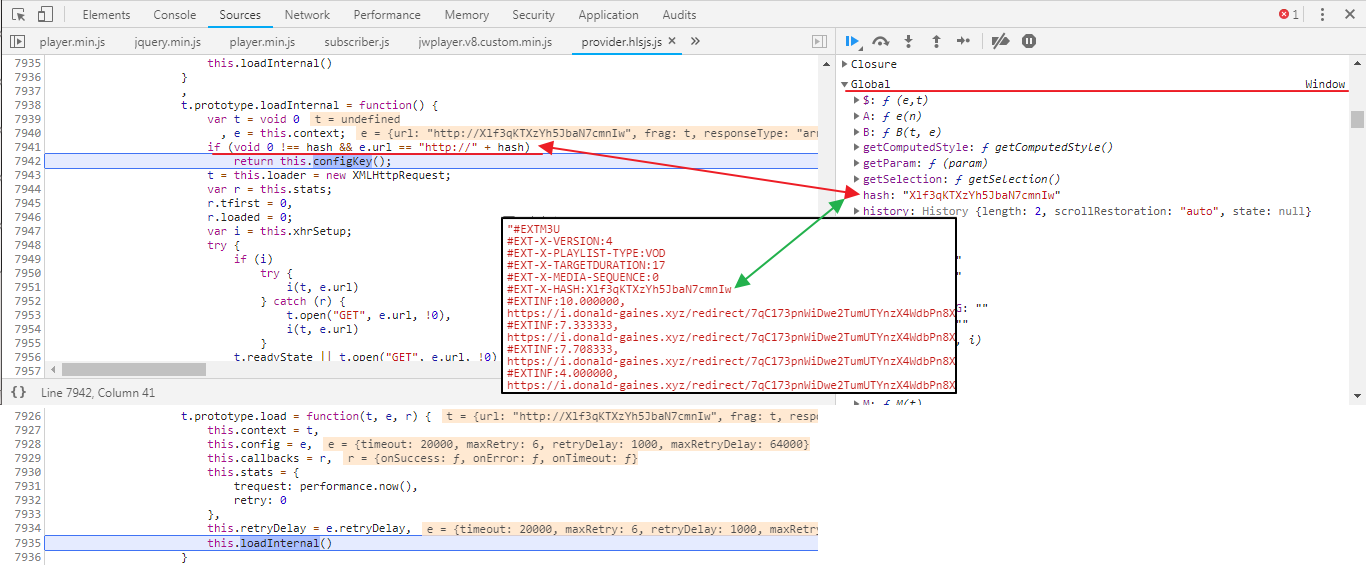 Elements Console Sources Network Performance Memory Security Application Audits 1
player.min.js jquery.min.js player.min.js subscriber.js jwplayer.v8.custom.min.js provider.hlsjs.js × »
7935 this.loadInternal()
7936 }
7937 ,
7938 t.prototype.loadInternal = function() {
7939 var t = void 0 t = undefined
7940 , e = this.context; e = {url: "http://Xlf3qKTXzYh5JbaN7cmnIw", frag: t, responseType: "arr
7941 if (void 0 !== hash && e.url == "http://" + hash)
7942 return this.configKey();
7943 t = this.loader = new XMLHttpRequest;
7944 var r = this.stats;
7945 r.tfirst = 0,
7946 r.loaded = 0;
7947 var i = this.xhrSetup;
7948 try {
7949 if (i)
7950 try {
7951 i(t, e.url)
7952 } catch (r) {
7953 t.open("GET", e.url, !0),
7954 i(t, e.url)
7955 }
7956 t.readyState || t.open("GET", e.url, !0)
7957
{} Line 7942, Column 41
Closure
Global Window
$: ƒ (e,t)
A: ƒ e(n)
B: ƒ B(t, e)
getComputedStyle: ƒ getComputedStyle()
getParam: ƒ (param)
getSelection: ƒ getSelection()
hash: "Xlf3qKTXzYh5JbaN7cmnIw"
history: History {length: 2, scrollRestoration: "auto", state: null}
"
"
G: ""
""
, i)
M: ƒ M(t)
"#EXTM3U
#EXT-X-VERSION:4
#EXT-X-PLAYLIST-TYPE:VOD
#EXT-X-TARGETDURATION:17
#EXT-X-MEDIA-SEQUENCE:0
#EXT-X-HASH:Xlf3qKTXzYh5JbaN7cmnIw
#EXTINF:10.000000,
https://i.donald-gaines.xyz/redirect/7qC173pnWiDwe2TumUTYnzX4WdbPn8X
#EXTINF:7.333333,
https://i.donald-gaines.xyz/redirect/7qC173pnWiDwe2TumUTYnzX4WdbPn8X
#EXTINF:7.708333,
https://i.donald-gaines.xyz/redirect/7qC173pnWiDwe2TumUTYnzX4WdbPn8X
#EXTINF:4.000000,
https://i.donald-gaines.xyz/redirect/7qC173pnWiDwe2TumUTYnzX4WdbPn8X
7926 t.prototype.load = function(t, e, r) { t = {url: "http://Xlf3qKTXzYh5JbaN7cmnIw", frag: t, respo
7927 this.context = t,
7928 this.config = e, e = {timeout: 20000, maxRetry: 6, retryDelay: 1000, maxRetryDelay: 64000}
7929 this.callbacks = r, r = {onSuccess: ƒ, onError: ƒ, onTimeout: ƒ}
7930 this.stats = {
7931 trequest: performance.now(),
7932 retry: 0
7933 },
7934 this.retryDelay = e.retryDelay, e = {timeout: 20000, maxRetry: 6, retryDelay: 1000, maxRetry
7935 this.loadInternal()
7936 }